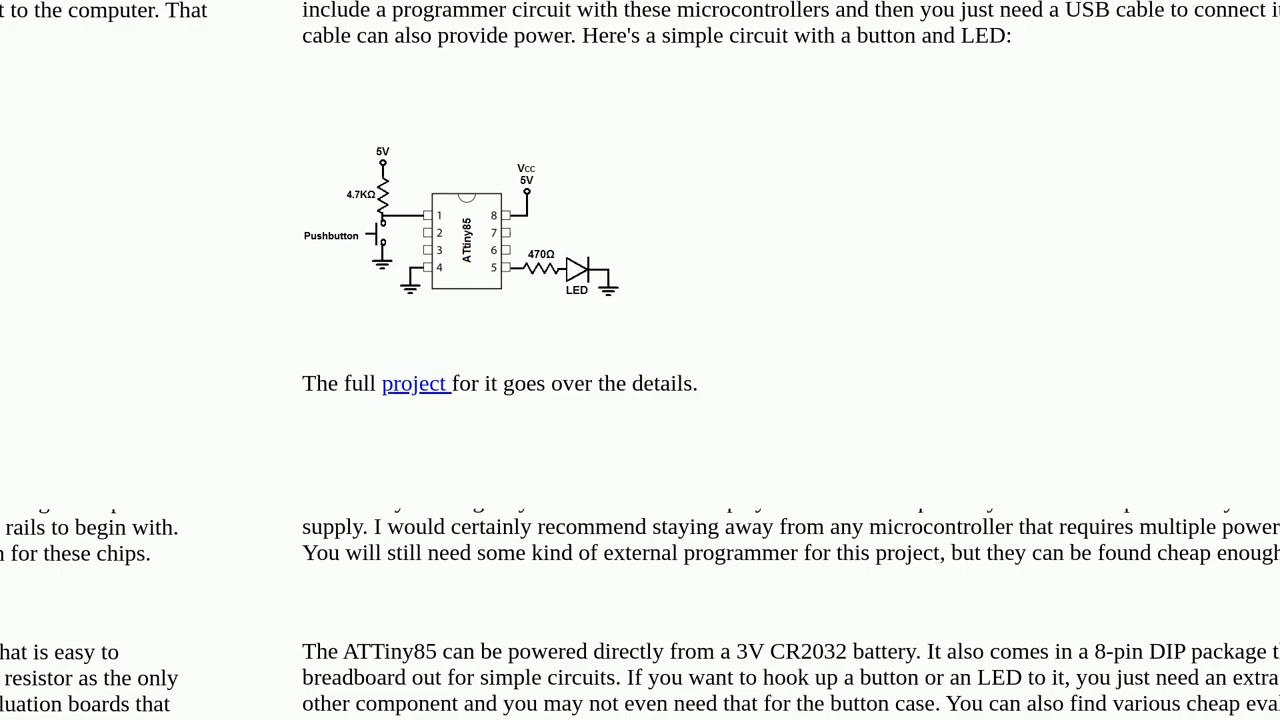 t to the computer. That
include a programmer circuit with these microcontrollers and then you just need a USB cable to connect i
cable can also provide power. Here's a simple circuit with a button and LED:
5V
Vcc
5V
4.7KΩ
1
8
ATtiny85
Pushbutton
2
7
3
6
470Ω
4
5
LED
The full project for it goes over the details.
rails to begin with.
supply. I would certainly recommend staying away from any microcontroller that requires multiple power
for these chips.
You will still need some kind of external programmer for this project, but they can be found cheap enough
hat is easy to
The ATTiny85 can be powered directly from a 3V CR2032 battery. It also comes in a 8-pin DIP package t
resistor as the only
breadboard out for simple circuits. If you want to hook up a button or an LED to it, you just need an extra
luation boards that
other component and you may not even need that for the button case. You can also find various cheap eva